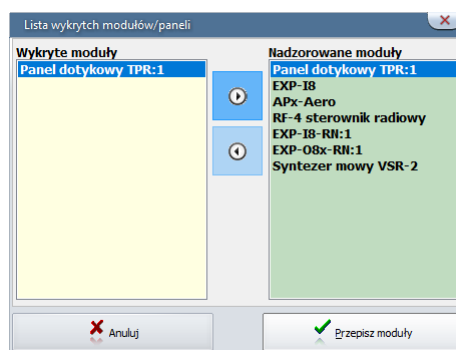 Lista wykrytch modułów/paneli
Wykryte moduły
Panel dotykowy TPR:1
Nadzorowane moduły
Panel dotykowy TPR:1
EXP-I8
APx-Aero
RF-4 sterownik radiowy
EXP-I8-RN:1
EXP-O8x-RN:1
Syntezer mowy VSR-2
Anuluj
Przepisz moduły